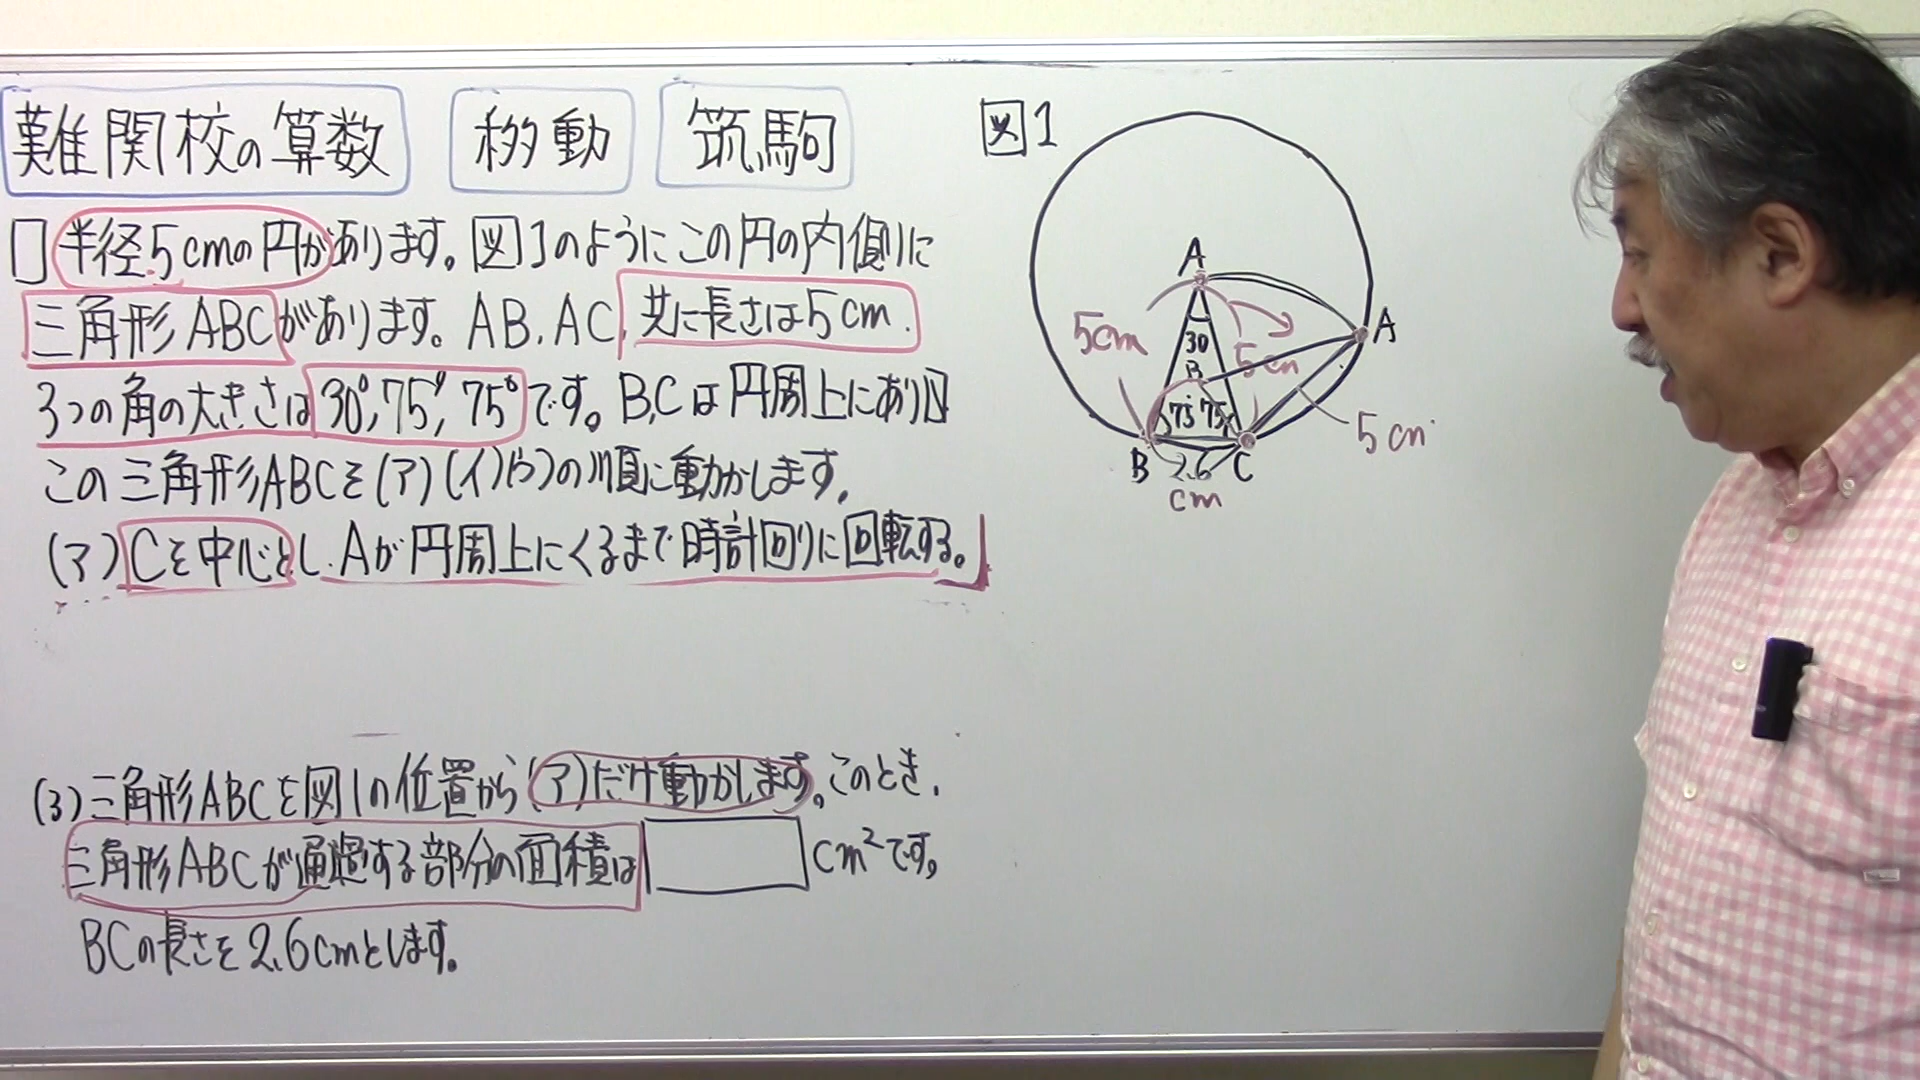 難関校の算数 移動 筑駒
□半径5cmの円があります。図1のようにこの円の内側に
三角形ABCがあります。AB,AC,共に長さは5cm.
3つの角の大きさは30°,75°,75°です。B,Cは円周上にあり
この三角形ABCを(ア)(イ)(ウ)の順に動かします。
(ア)Cを中心とし,Aが円周上にくるまで時計回りに回転する。
(3)三角形ABCを図1の位置から(ア)だけ動かします。このとき,
三角形ABCが通過する部分の面積は□cm²です。
BCの長さを2.6cmとします。
図1
A
A
5cm
30
B
5cm
75° 75°
5cm
B
2.6
C
cm